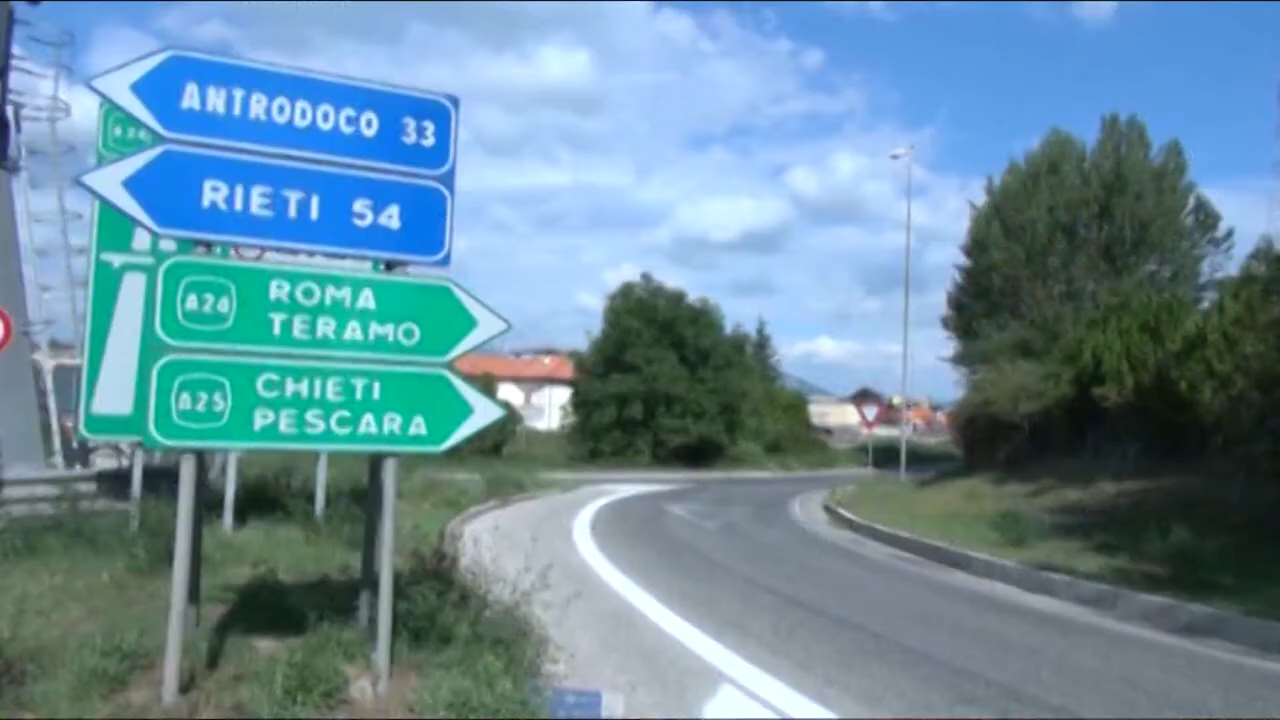 ANTRODOCO 33
RIETI 54
A24 ROMA
TERAMO
A25 CHIETI
PESCARA